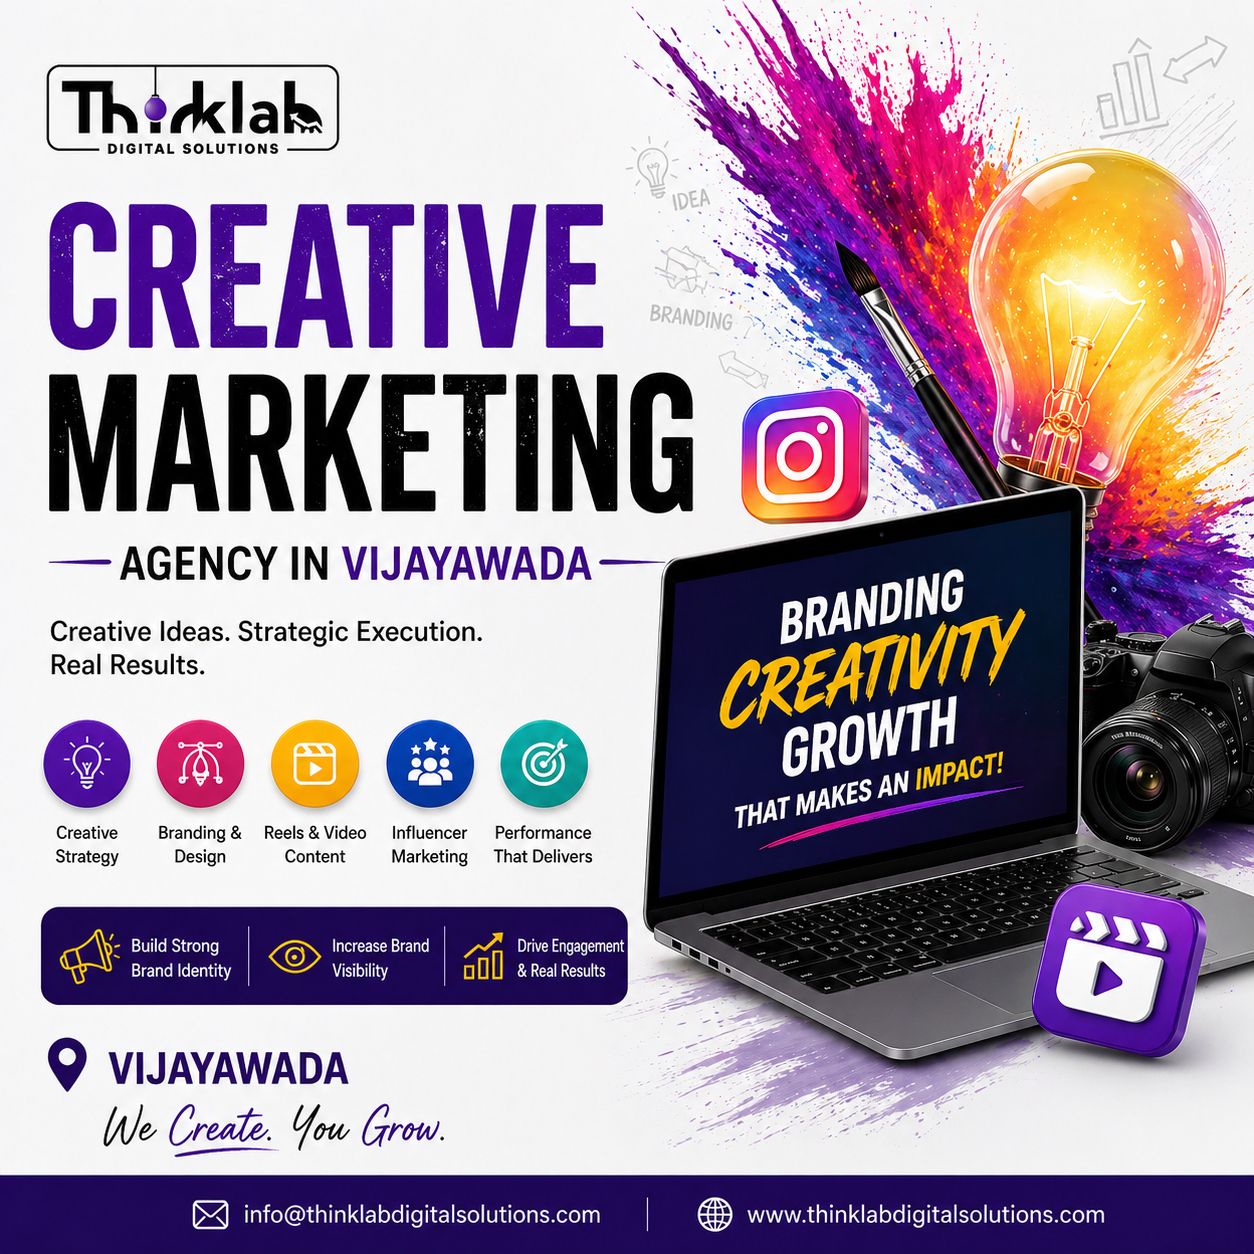 Thinklab
DIGITAL SOLUTIONS
CREATIVE
MARKETING
AGENCY IN VIJAYAWADA
Creative Ideas. Strategic Execution.
Real Results.
Creative
Strategy
Branding &
Design
Reels & Video
Content
Influencer
Marketing
Performance
That Delivers
Build Strong
Brand Identity
Increase Brand
Visibility
Drive Engagement
& Real Results
VIJAYAWADA
We Create. You Grow.
IDEA
BRANDING
BRANDING
CREATIVITY
GROWTH
THAT MAKES AN IMPACT!
info@thinklabdigitalsolutions.com
www.thinklabdigitalsolutions.com